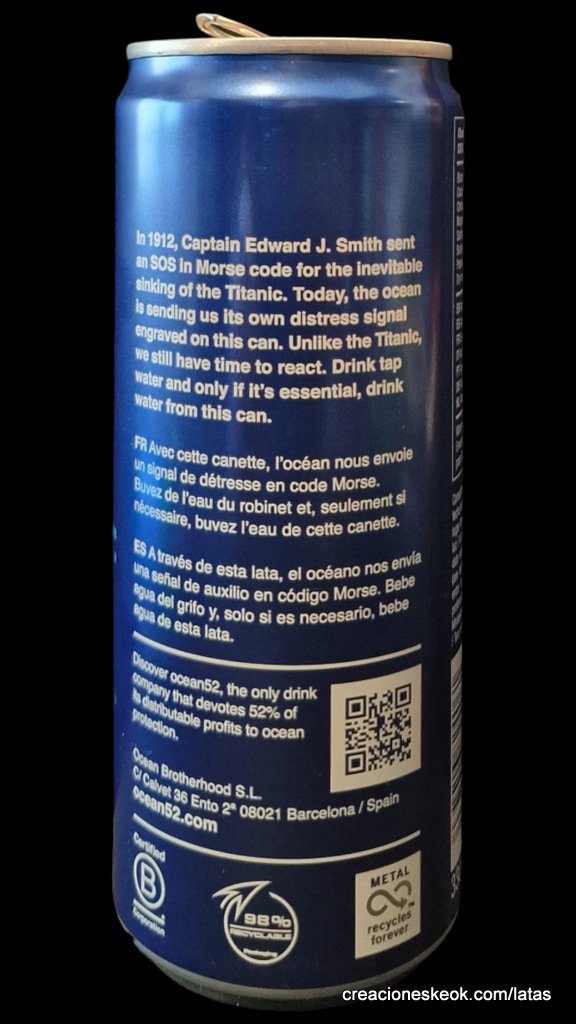 In 1912, Captain Edward J. Smith sent
an SOS in Morse code for the inevitable
sinking of the Titanic. Today, the ocean
is sending us its own distress signal
engraved on this can. Unlike the Titanic,
we still have time to react. Drink tap
water and only if it's essential, drink
water from this can.
FR Avec cette canette, l'océan nous envoie
un signal de détresse en code Morse.
Buvez de l'eau du robinet et, seulement si
nécessaire, buvez l'eau de cette canette.
ES A través de esta lata, el océano nos envía
una señal de auxilio en código Morse. Bebe
agua del grifo y, solo si es necesario, bebe
agua de esta lata.
Discover ocean52, the only drink
company that devotes 52% of
its distributable profits to ocean
protection.
Ocean Brotherhood S.L.
C/ Calvet 36 Ento 2ª 08021 Barcelona / Spain
ocean52.com
Certified
B
Corporation
98%
RECYCLABLE
Packaging
METAL
recycles
forever
TM
creacioneskeok.com/latas